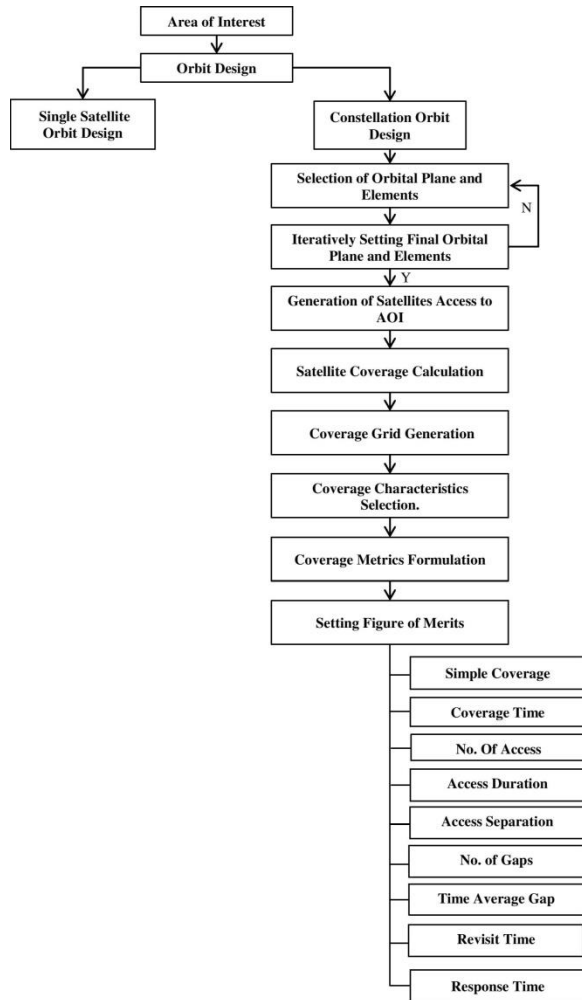 Area of Interest
Orbit Design
Single Satellite
Orbit Design
Constellation Orbit
Design
Selection of Orbital Plane and
Elements
N
Iteratively Setting Final Orbital
Plane and Elements
Y
Generation of Satellites Access to
AOI
Satellite Coverage Calculation
Coverage Grid Generation
Coverage Characteristics
Selection.
Coverage Metrics Formulation
Setting Figure of Merits
Simple Coverage
Coverage Time
No. Of Access
Access Duration
Access Separation
No. of Gaps
Time Average Gap
Revisit Time
Response Time